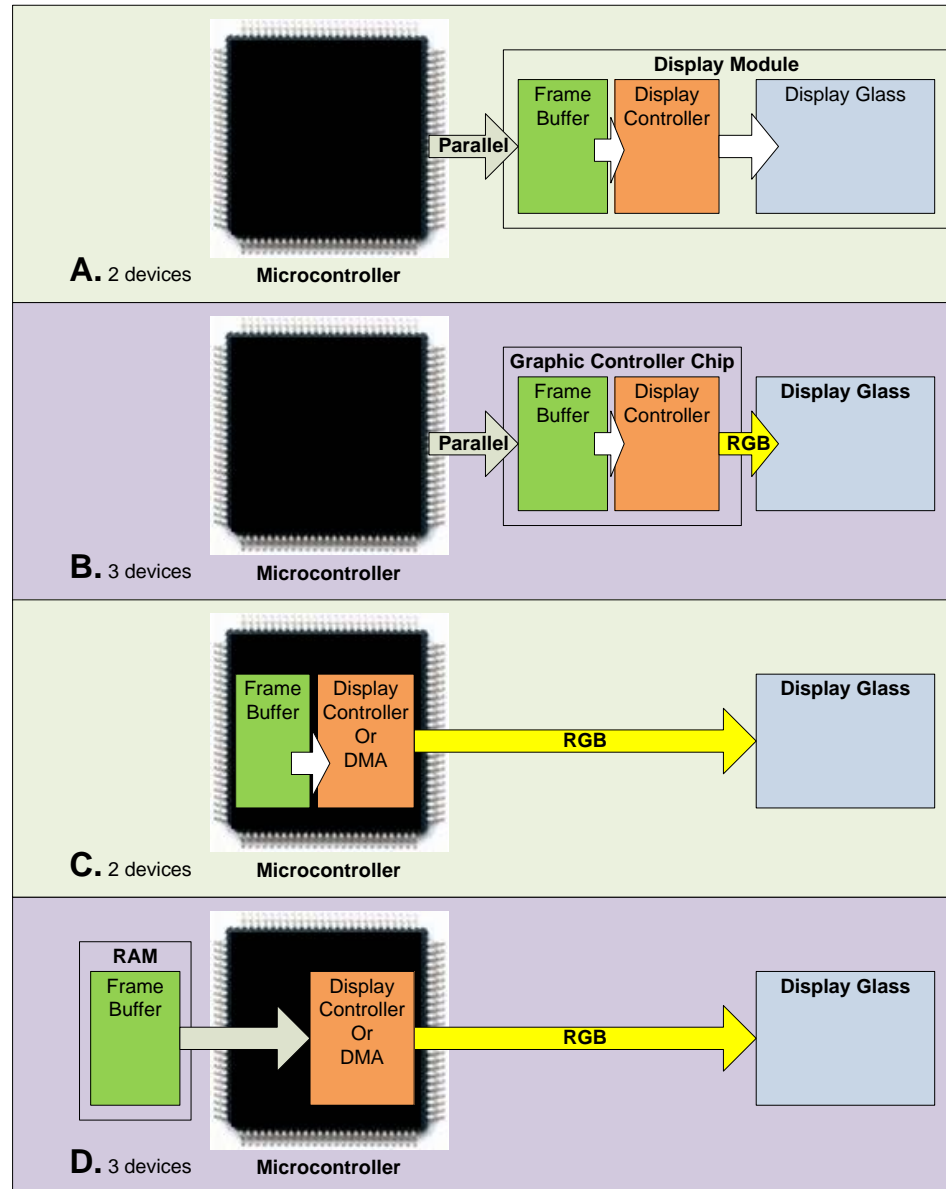 Display Module
Frame
Buffer
Display
Controller
Display Glass
Parallel
A. 2 devices
Microcontroller
Graphic Controller Chip
Frame
Buffer
Display
Controller
Display Glass
Parallel
RGB
B. 3 devices
Microcontroller
Frame
Buffer
Display
Controller
Or
DMA
Display Glass
RGB
C. 2 devices
Microcontroller
RAM
Frame
Buffer
Display
Controller
Or
DMA
Display Glass
RGB
D. 3 devices
Microcontroller